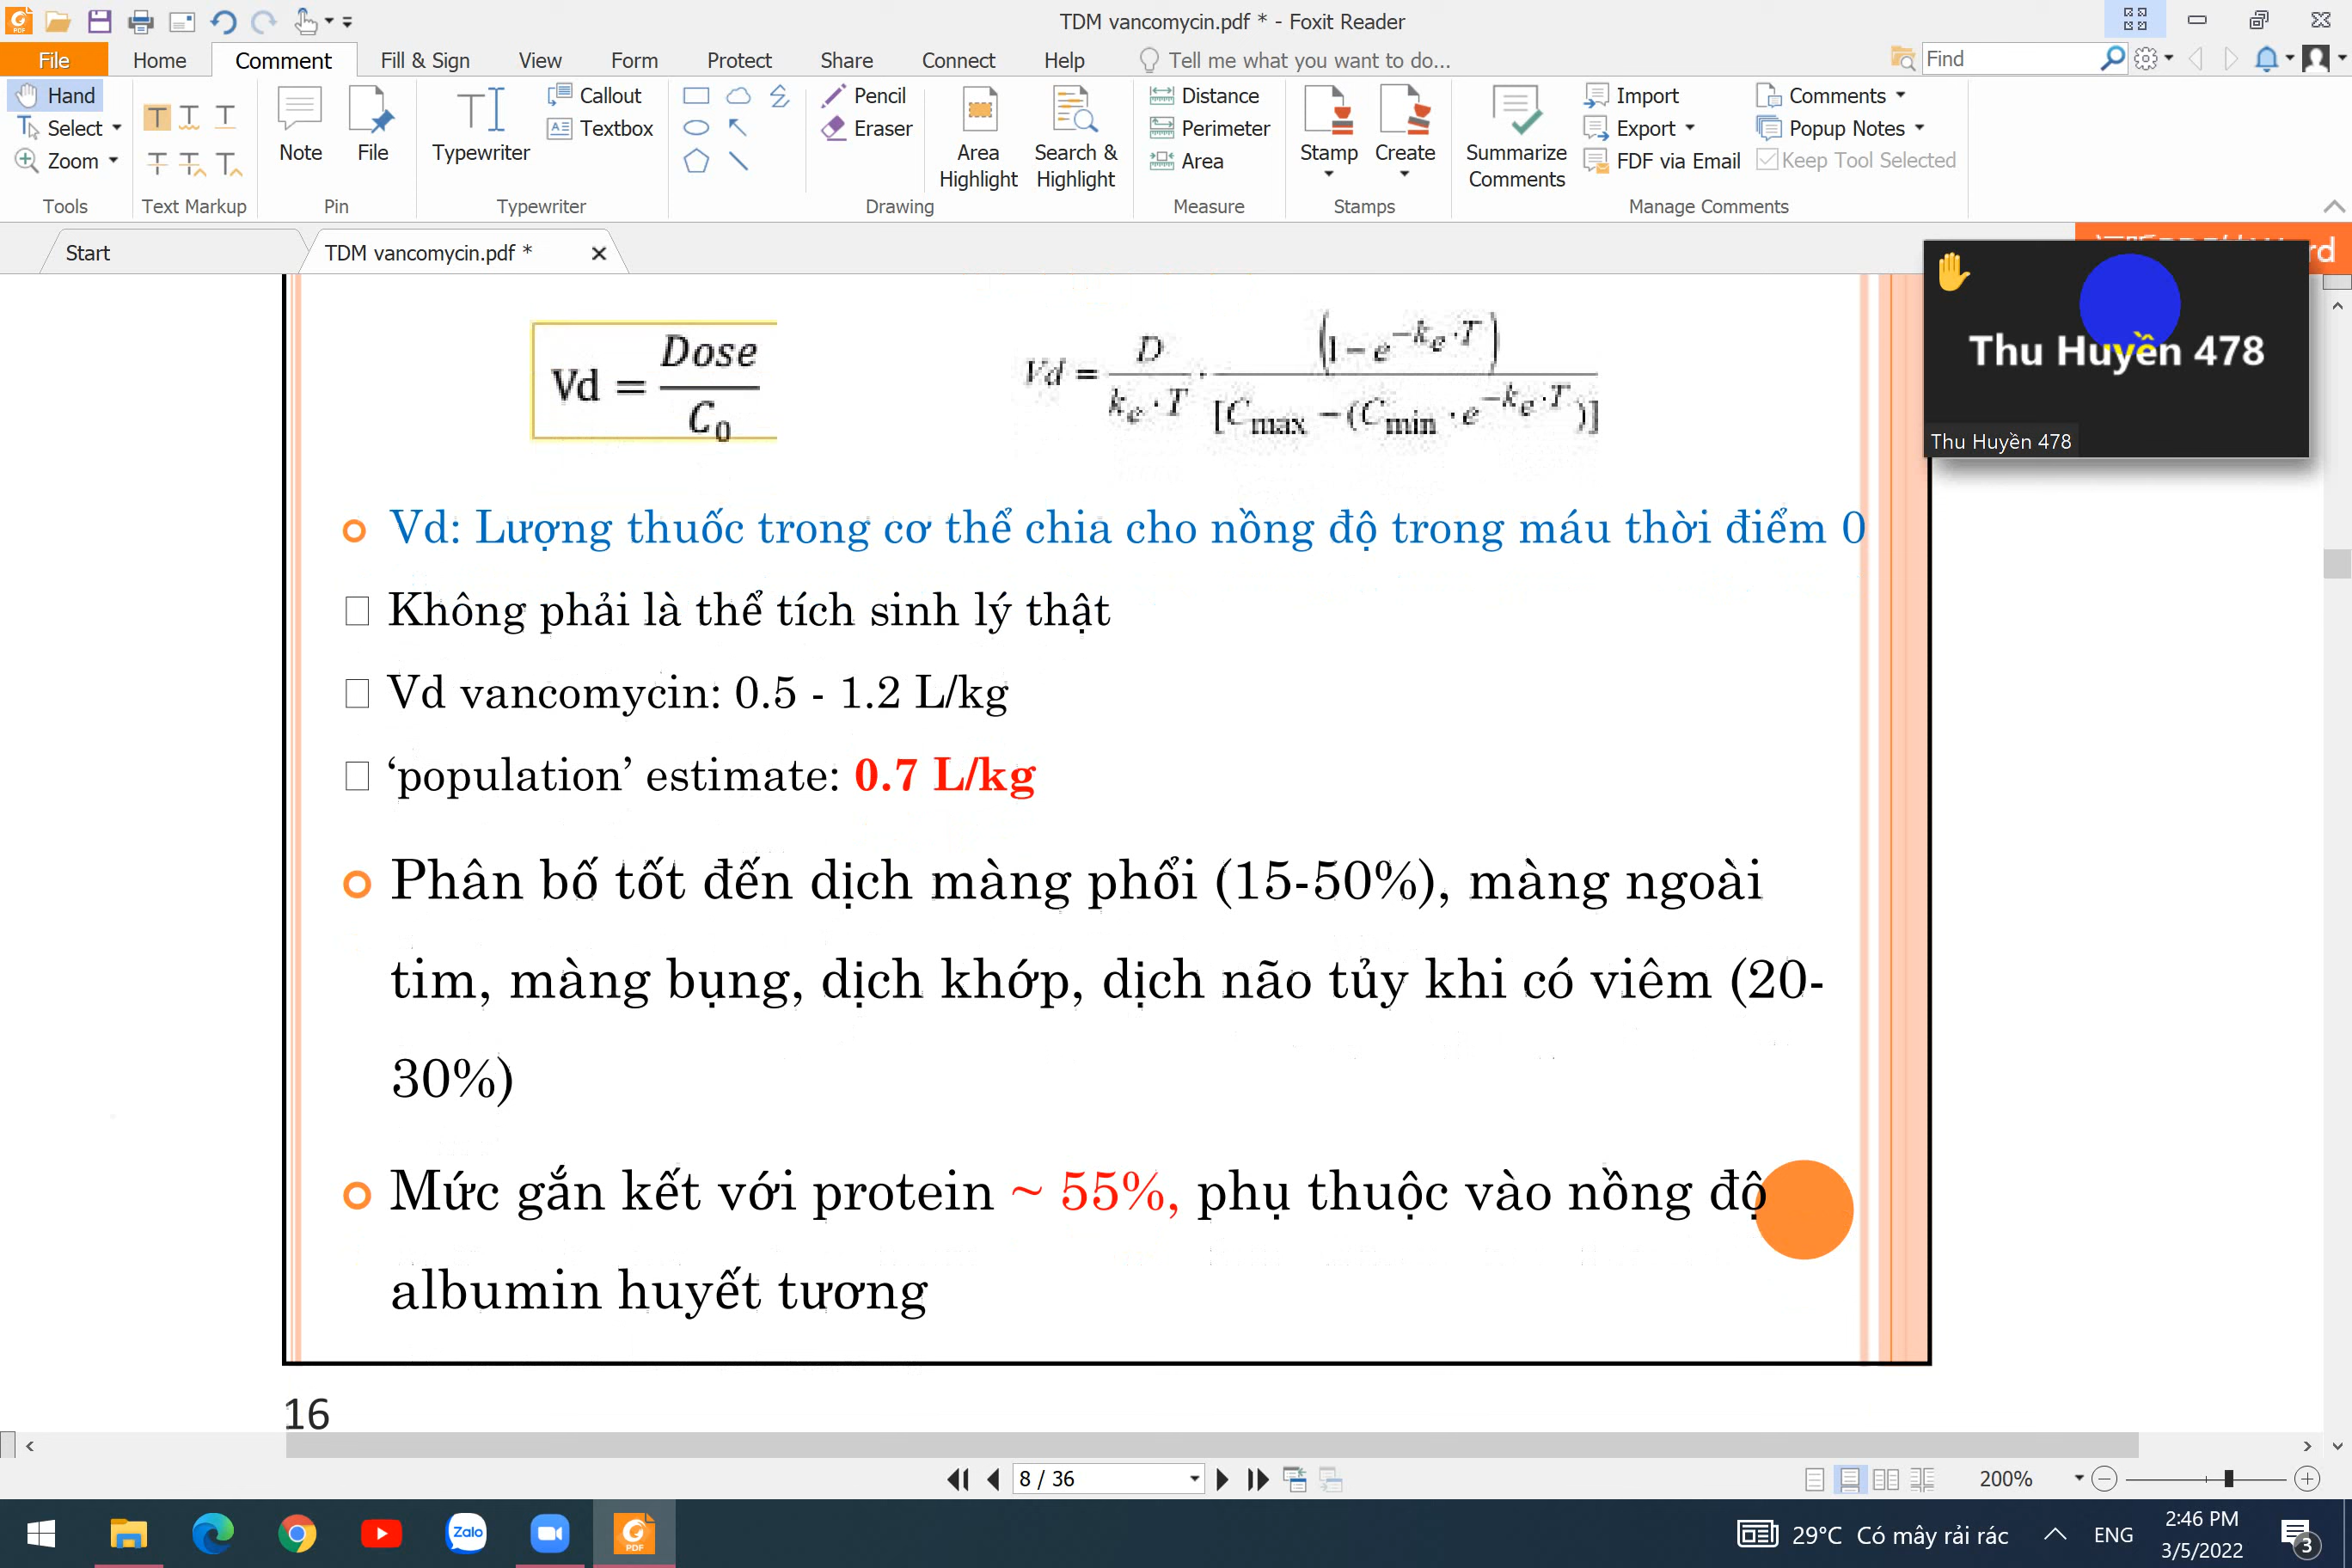 TDM vancomycin.pdf * - Foxit Reader
File Home Comment Fill & Sign View Form Protect Share Connect Help Tell me what you want to do... Find
Hand
Select
Zoom
Tools
Text Markup
Note File
Pin
Typewriter
Callout
Textbox
Typewriter
Pencil
Eraser
Area Highlight
Search & Highlight
Drawing
Distance
Perimeter
Area
Measure
Stamp Create
Stamps
Summarize Comments
Import
Export
FDF via Email
Comments
Popup Notes
Keep Tool Selected
Manage Comments
Start TDM vancomycin.pdf *
rd
Thu Huyền 478
Thu Huyền 478
Vd = Dose / C₀
Vd = D / kₑ · T · (1 − e^−kₑ·T) / [Cmax − (Cmin · e^−kₑ·T)]
Vd: Lượng thuốc trong cơ thể chia cho nồng độ trong máu thời điểm 0
Không phải là thể tích sinh lý thật
Vd vancomycin: 0.5 - 1.2 L/kg
‘population’ estimate: 0.7 L/kg
Phân bố tốt đến dịch màng phổi (15-50%), màng ngoài
tim, màng bụng, dịch khớp, dịch não tủy khi có viêm (20-
30%)
Mức gắn kết với protein ~ 55%, phụ thuộc vào nồng độ
albumin huyết tương
16
8 / 36
200%
Zalo
PDF
29°C Có mây rải rác
ENG
2:46 PM
3/5/2022
3